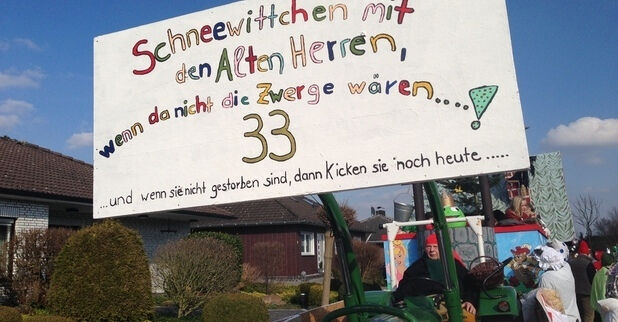 Schneewittchen mit
den Alten Herren,
wenn da nicht die Zwerge wären.....!
33
...und wenn sie nicht gestorben sind, dann Kicken sie noch heute .....